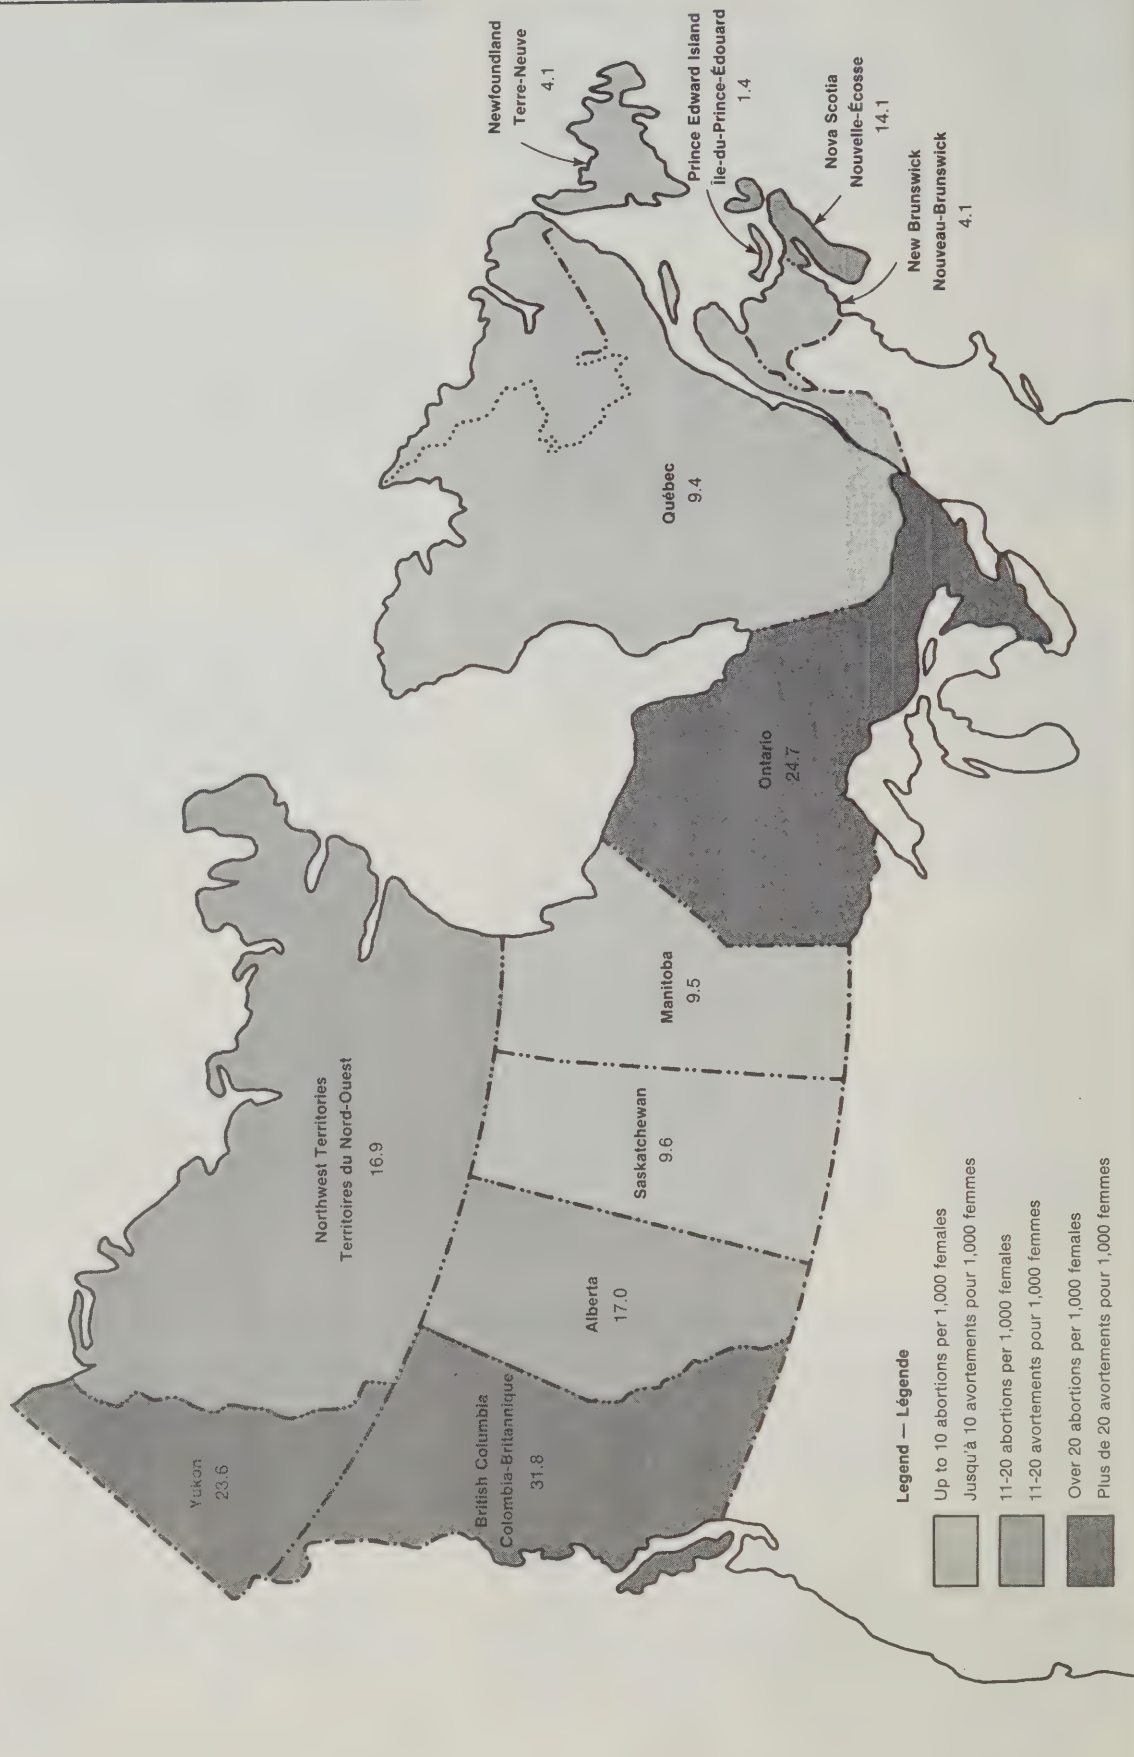 Yukon
23.6
Northwest Territories
Territoires du Nord-Ouest
16.9
British Columbia
Colombia-Britannique
31.8
Alberta
17.0
Saskatchewan
9.6
Manitoba
9.5
Ontario
24.7
Québec
9.4
Newfoundland
Terre-Neuve
4.1
Prince Edward Island
Île-du-Prince-Édouard
1.4
Nova Scotia
Nouvelle-Écosse
14.1
New Brunswick
Nouveau-Brunswick
4.1
Legend — Légende
Up to 10 abortions per 1,000 females
Jusqu'à 10 avortements pour 1,000 femmes
11-20 abortions per 1,000 females
11-20 avortements pour 1,000 femmes
Over 20 abortions per 1,000 females
Plus de 20 avortements pour 1,000 femmes